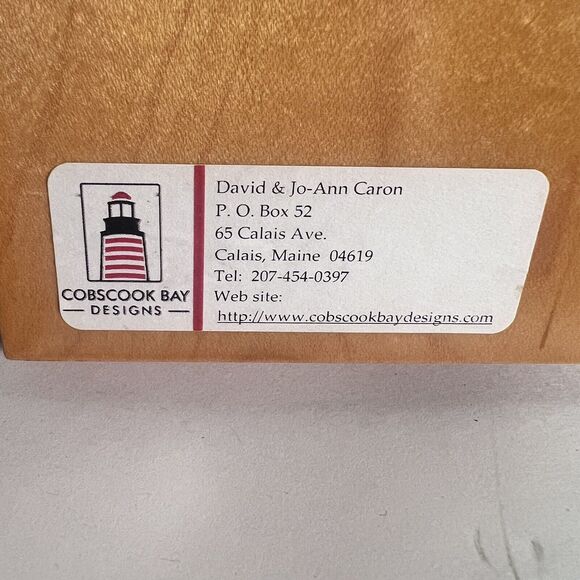 COBSCOOK BAY
DESIGNS
David & Jo-Ann Caron
P. O. Box 52
65 Calais Ave.
Calais, Maine 04619
Tel: 207-454-0397
Web site:
http://www.cobscookbaydesigns.com